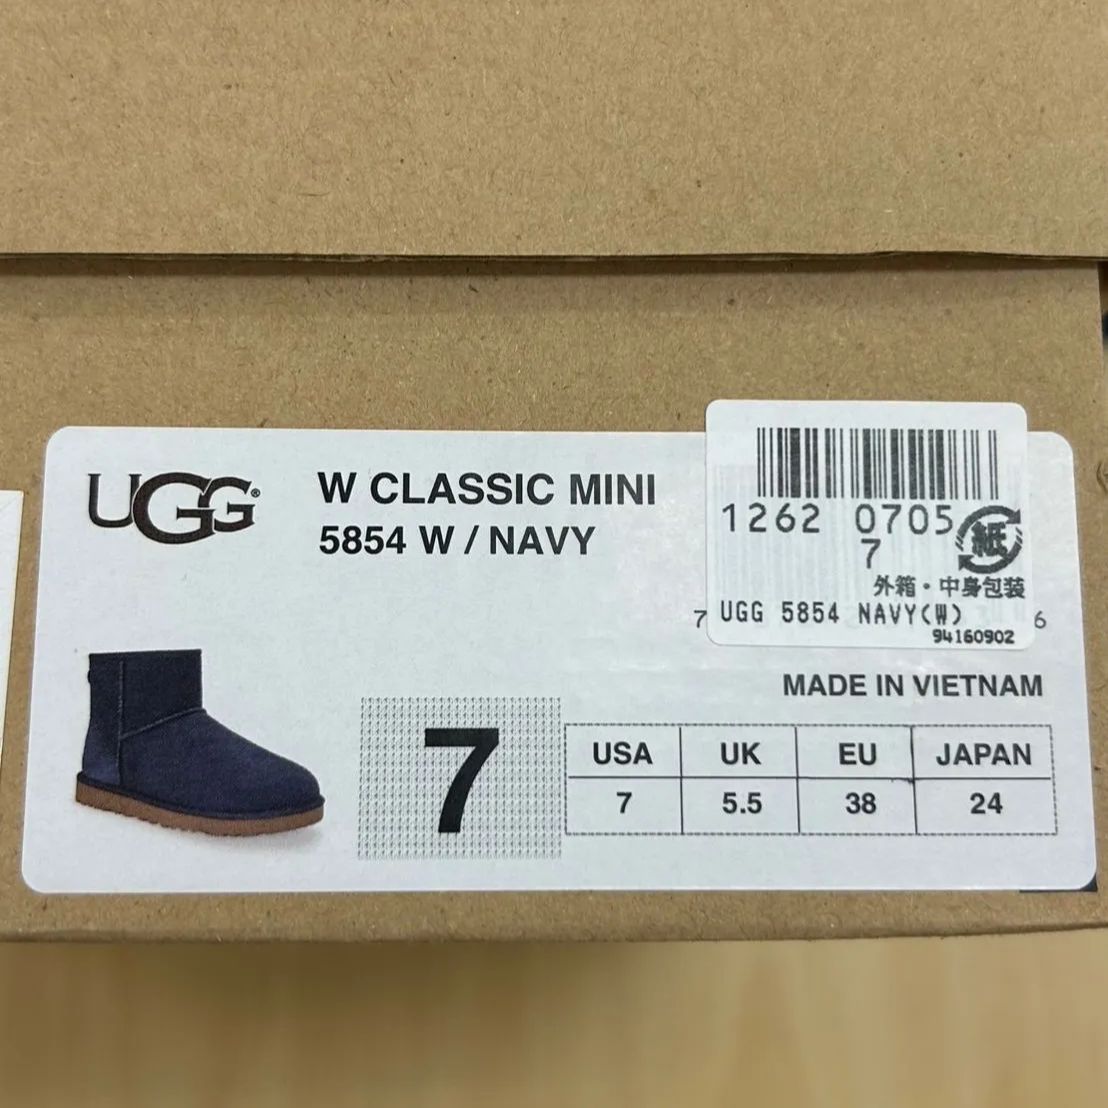 UGG®
W CLASSIC MINI
5854 W / NAVY
1262 0705
7
紙
外箱・中身包装
UGG 5854 NAVY(W)
94160902
7
6
MADE IN VIETNAM
7
USA UK EU JAPAN
7 5.5 38 24